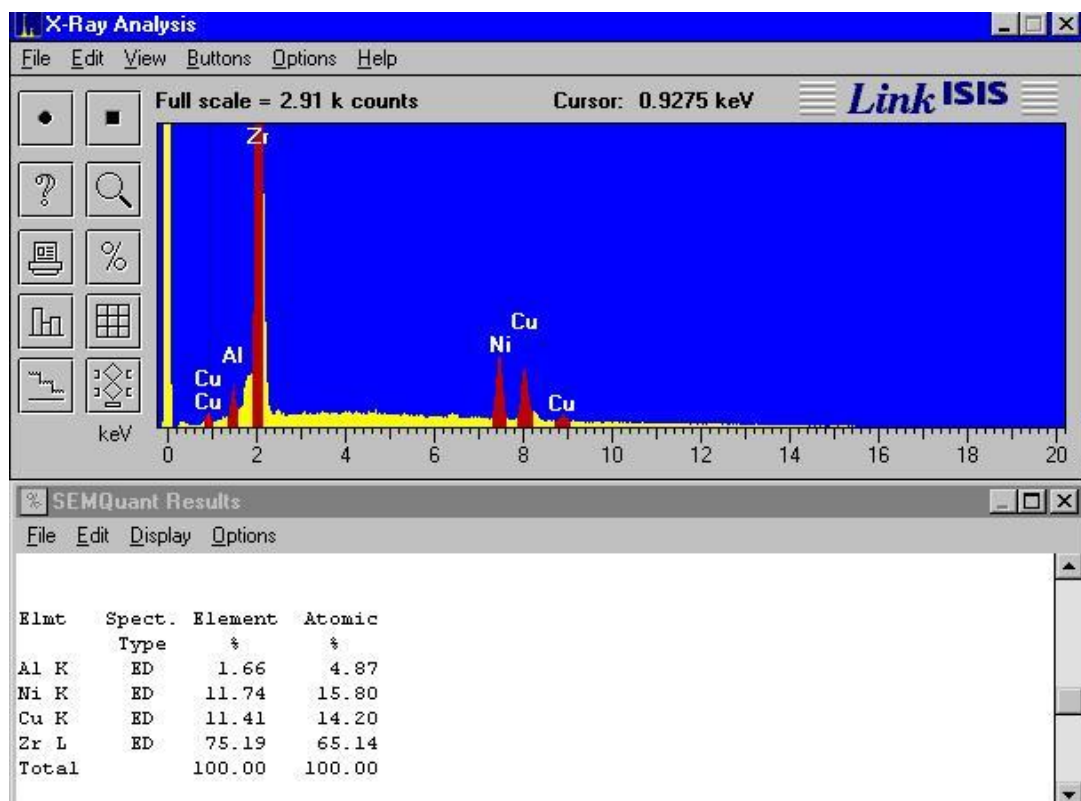 X-Ray Analysis
File Edit View Buttons Options Help
Full scale = 2.91 k counts Cursor: 0.9275 keV Link ISIS
Zr
Cu
Ni
Al
Cu
Cu
Cu
keV 0 2 4 6 8 10 12 14 16 18 20
% SEMQuant Results
File Edit Display Options
Elmt Spect. Element Atomic
Type % %
Al K ED 1.66 4.87
Ni K ED 11.74 15.80
Cu K ED 11.41 14.20
Zr L ED 75.19 65.14
Total 100.00 100.00